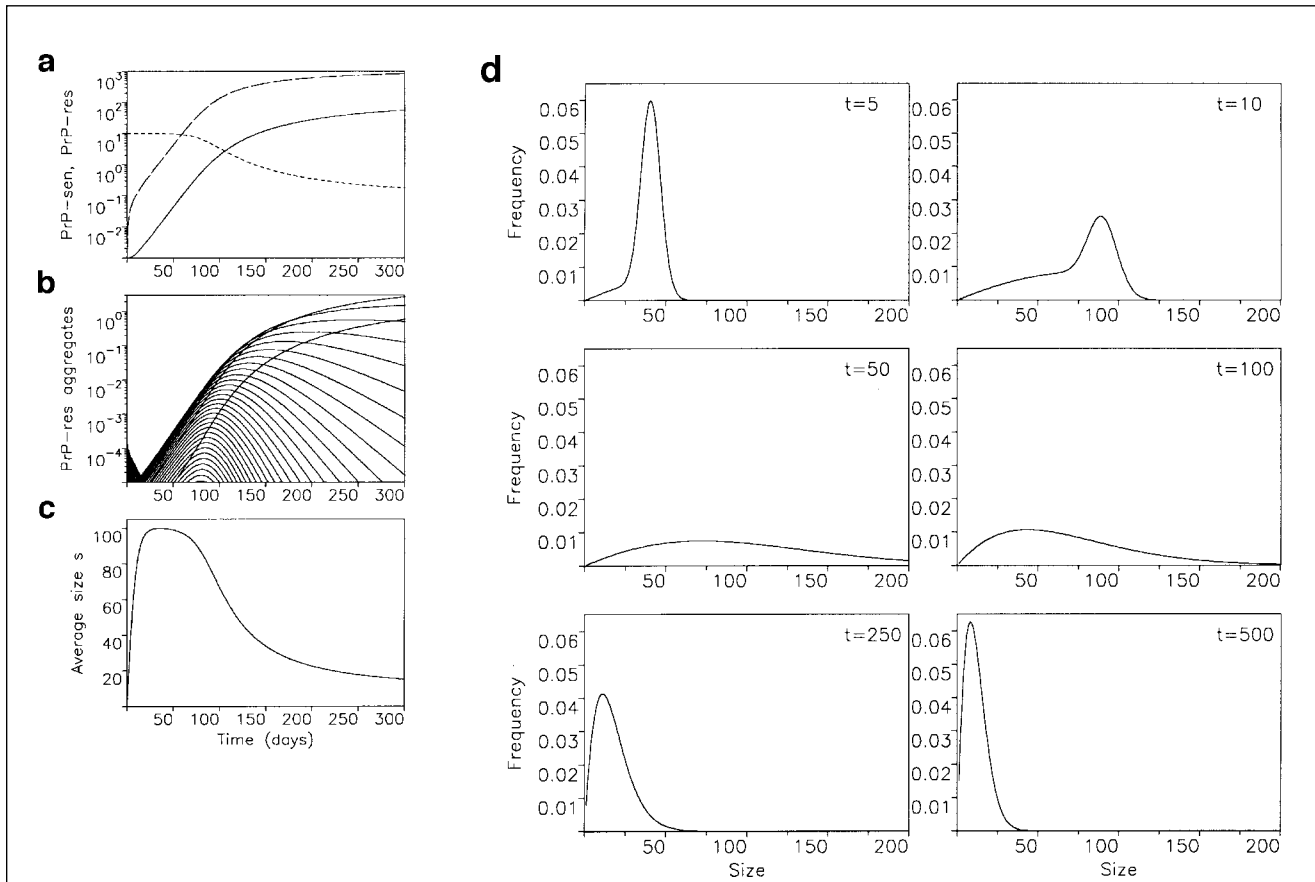 a
PrP-sen, PrP-res
10³
10²
10¹
10⁰
10⁻¹
10⁻²
50 100 150 200 250 300
b
PrP-res aggregates
10⁰
10⁻¹
10⁻²
10⁻³
10⁻⁴
50 100 150 200 250 300
c
Average size s
100
80
60
40
20
50 100 150 200 250 300
Time (days)
d
t=5
Frequency
0.06
0.05
0.04
0.03
0.02
0.01
50 100 150 200
t=10
0.06
0.05
0.04
0.03
0.02
0.01
50 100 150 200
t=50
Frequency
0.06
0.05
0.04
0.03
0.02
0.01
50 100 150 200
t=100
0.06
0.05
0.04
0.03
0.02
0.01
50 100 150 200
t=250
Frequency
0.06
0.05
0.04
0.03
0.02
0.01
50 100 150 200
Size
t=500
0.06
0.05
0.04
0.03
0.02
0.01
50 100 150 200
Size